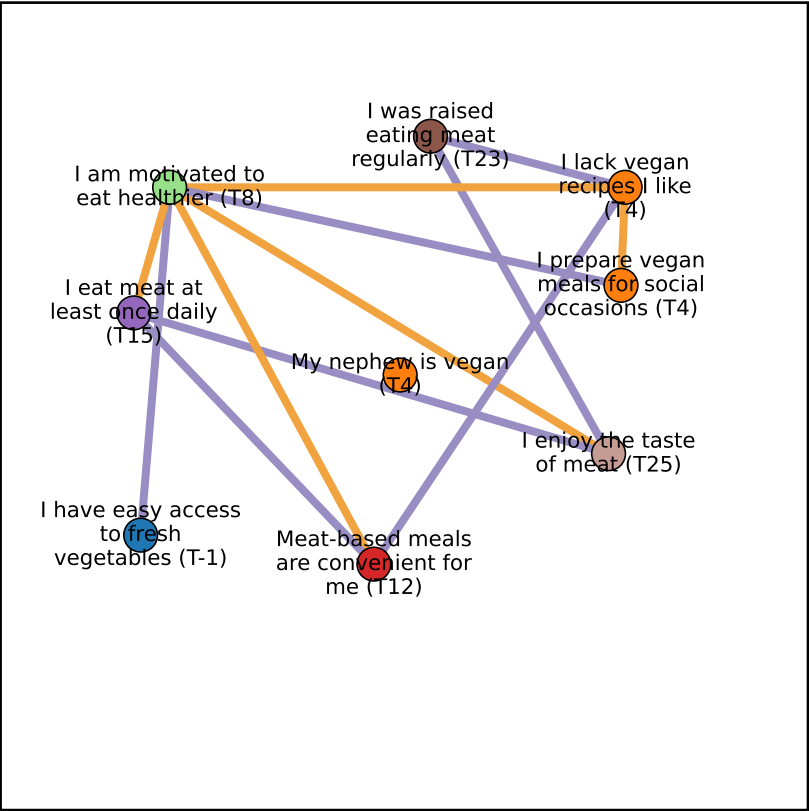 I was raised
eating meat
regularly (T23)
I lack vegan
recipes I like
(T4)
I am motivated to
eat healthier (T8)
I prepare vegan
meals for social
occasions (T4)
I eat meat at
least once daily
(T15)
My nephew is vegan
(T4)
I enjoy the taste
of meat (T25)
I have easy access
to fresh
vegetables (T-1)
Meat-based meals
are convenient for
me (T12)